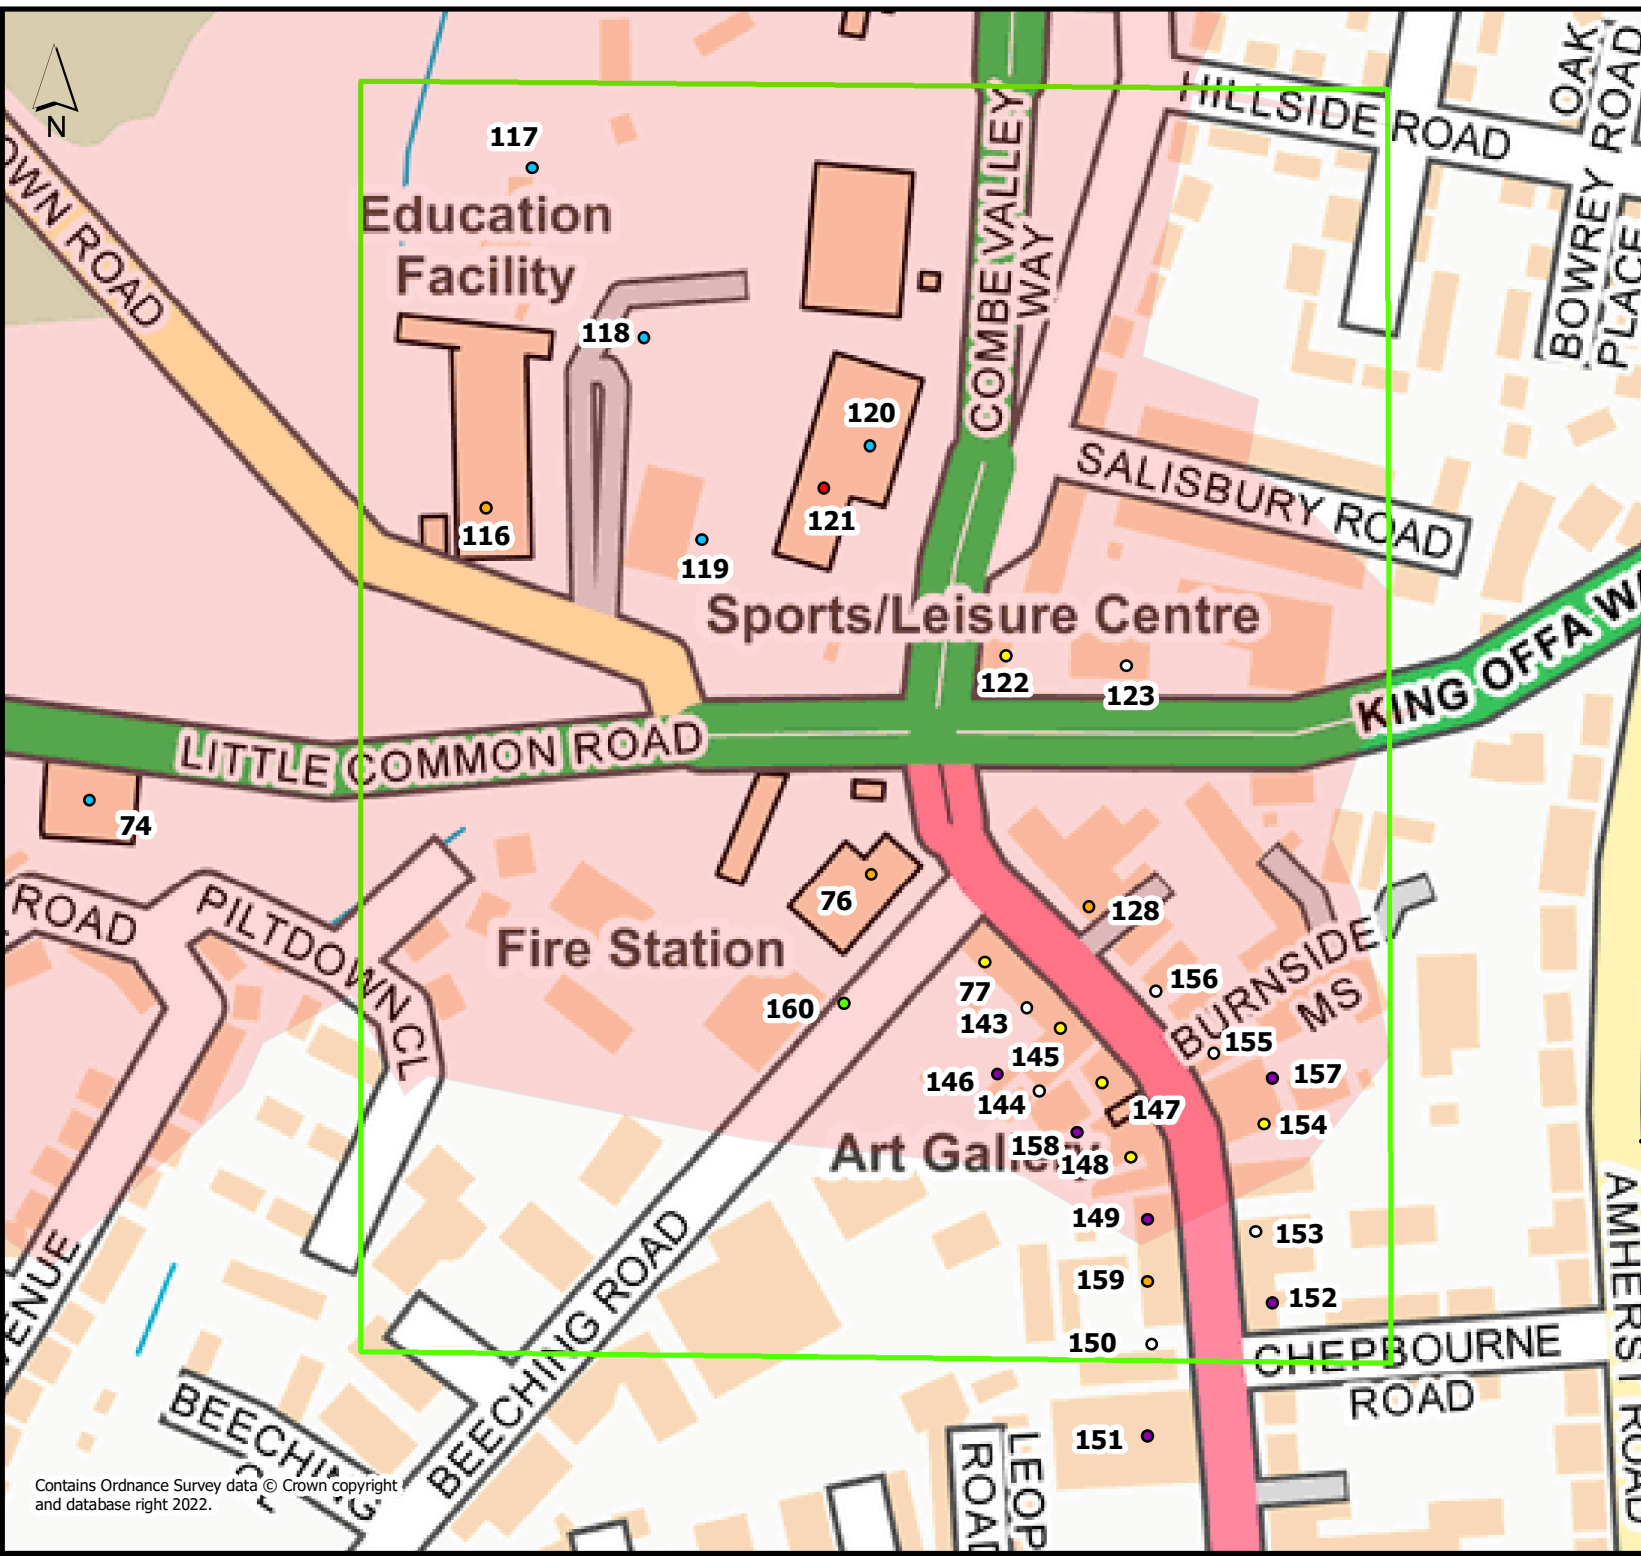 N
OWN ROAD
117
Education
Facility
118
COMBE VALLEY
WAY
HILLSIDE ROAD
OAK
ROAD
BOWREY
PLACE
120
121
116
119
SALISBURY ROAD
Sports/Leisure Centre
122
123
KING OFFA W
LITTLE COMMON ROAD
74
ROAD
PILTDOWN CL
76
Fire Station
160
128
77
143
145
146
144
147
156
BURNSIDE
MS
155
157
154
Art Gallery
158
148
149
153
159
152
150
151
ENUE
BEECHING ROAD
BEECHING
CHEPBOURNE
ROAD
AMHERST ROAD
LEOP
ROAD
Contains Ordnance Survey data © Crown copyright
and database right 2022.